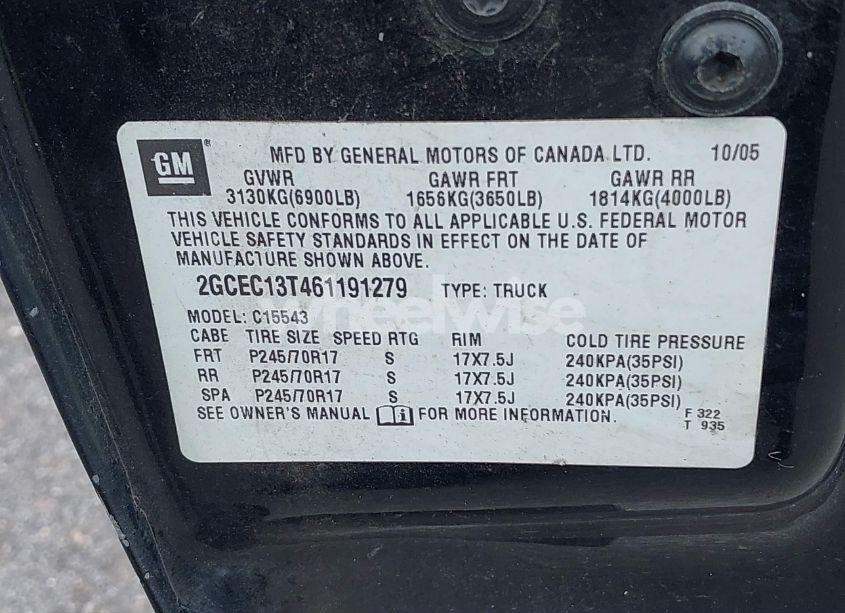 GM ®
MFD BY GENERAL MOTORS OF CANADA LTD. 10/05
GVWR GAWR FRT GAWR RR
3130KG(6900LB) 1656KG(3650LB) 1814KG(4000LB)
THIS VEHICLE CONFORMS TO ALL APPLICABLE U.S. FEDERAL MOTOR
VEHICLE SAFETY STANDARDS IN EFFECT ON THE DATE OF
MANUFACTURE SHOWN ABOVE.
2GCEC13T461191279 TYPE: TRUCK
MODEL: C15543
wheelwise
CABE TIRE SIZE SPEED RTG RIM COLD TIRE PRESSURE
FRT P245/70R17 S 17X7.5J 240KPA(35PSI)
RR P245/70R17 S 17X7.5J 240KPA(35PSI)
SPA P245/70R17 S 17X7.5J 240KPA(35PSI)
SEE OWNER'S MANUAL FOR MORE INFORMATION. F 322
T 935